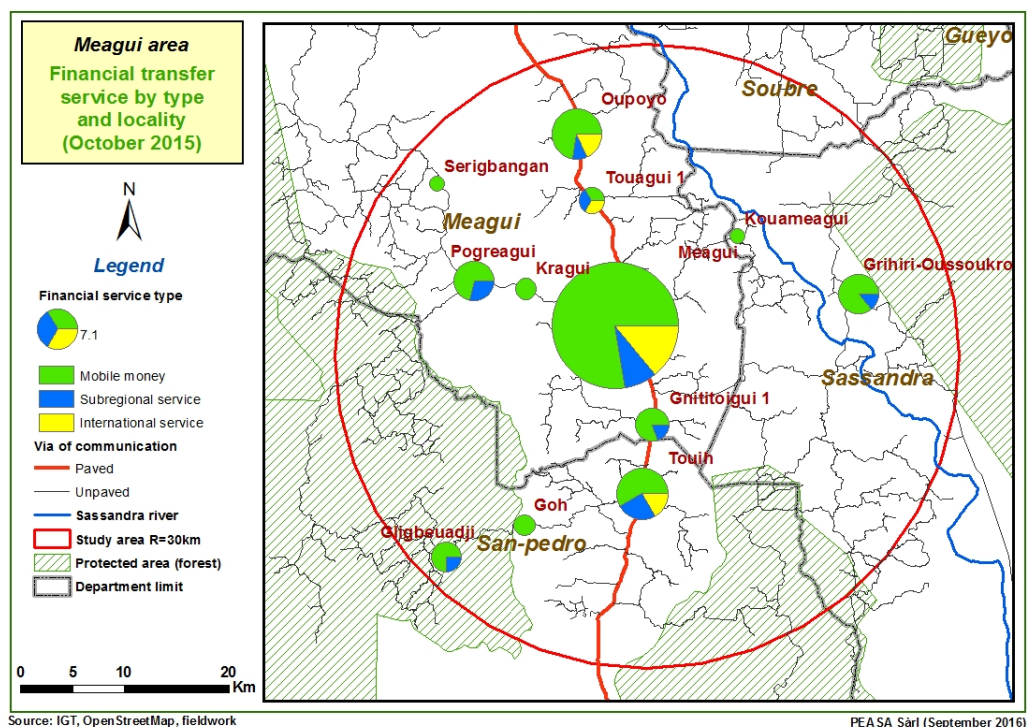 Meagui area
Financial transfer
service by type
and locality
(October 2015)
N
Legend
Financial service type
7.1
Mobile money
Subregional service
International service
Via of communication
Paved
Unpaved
Sassandra river
Study area R=30km
Protected area (forest)
Department limit
0 5 10 20
Km
Gueyo
Soubre
Oupoyo
Serigbangan
Touagui 1
Meagui
Kouameagui
Meagui
Pogreagui
Kragui
Grihiri-Oussoukro
Sassandra
Gnititoigui 1
Touih
Goh
Gligbeuadji
San-pedro
Source: IGT, OpenStreetMap, fieldwork
PEASA Sàrl (September 2016)